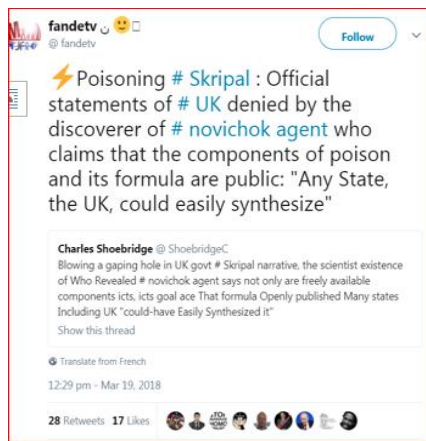 fandetv ن
@ fandetv
Follow
⚡Poisoning # Skripal : Official
statements of # UK denied by the
discoverer of # novichok agent who
claims that the components of poison
and its formula are public: "Any State,
the UK, could easily synthesize"
Charles Shoebridge @ ShoebridgeC
Blowing a gaping hole in UK govt # Skripal narrative, the scientist existence
of Who Revealed # novichok agent says not only are freely available
components icts, icts goal ace That formula Openly published Many states
Including UK "could-have Easily Synthesized it"
Show this thread
Translate from French
12:29 pm - Mar 19, 2018
28 Retweets 17 Likes